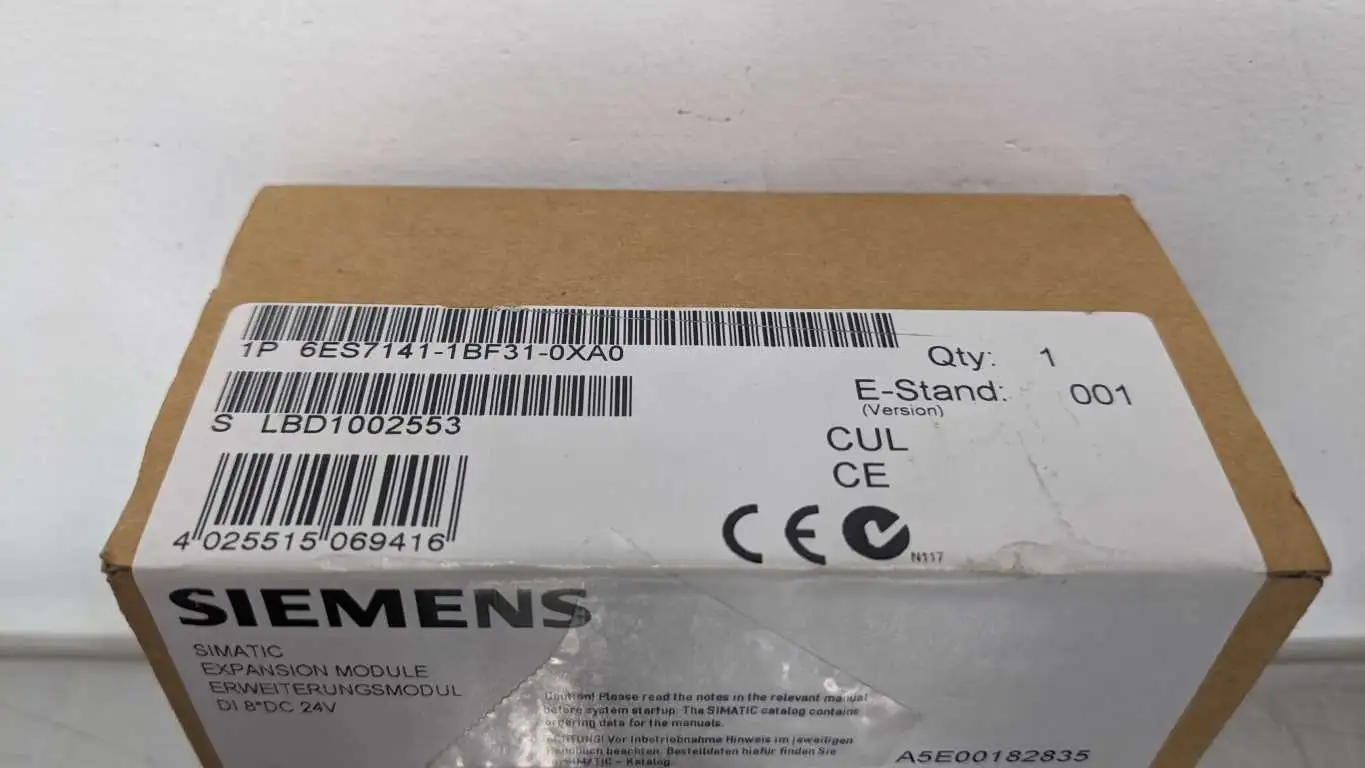 1P 6ES7141-1BF31-0XA0
Qty: 1
E-Stand: 001
(Version)
S LBD1002553
CUL
CE
4 025515 069416
CE
N117
SIEMENS
SIMATIC
EXPANSION MODULE
ERWEITERUNGSMODUL
DI 8*DC 24V
Caution! Please read the notes in the relevant manual
before system startup. The SIMATIC catalog contains
ordering data for the manuals.
ACHTUNG! Vor Inbetriebnahme Hinweise im jeweiligen
Handbuch beachten. Bestelldaten hiefür finden Sie
SIMATIC - Katalog.
A5E00182835